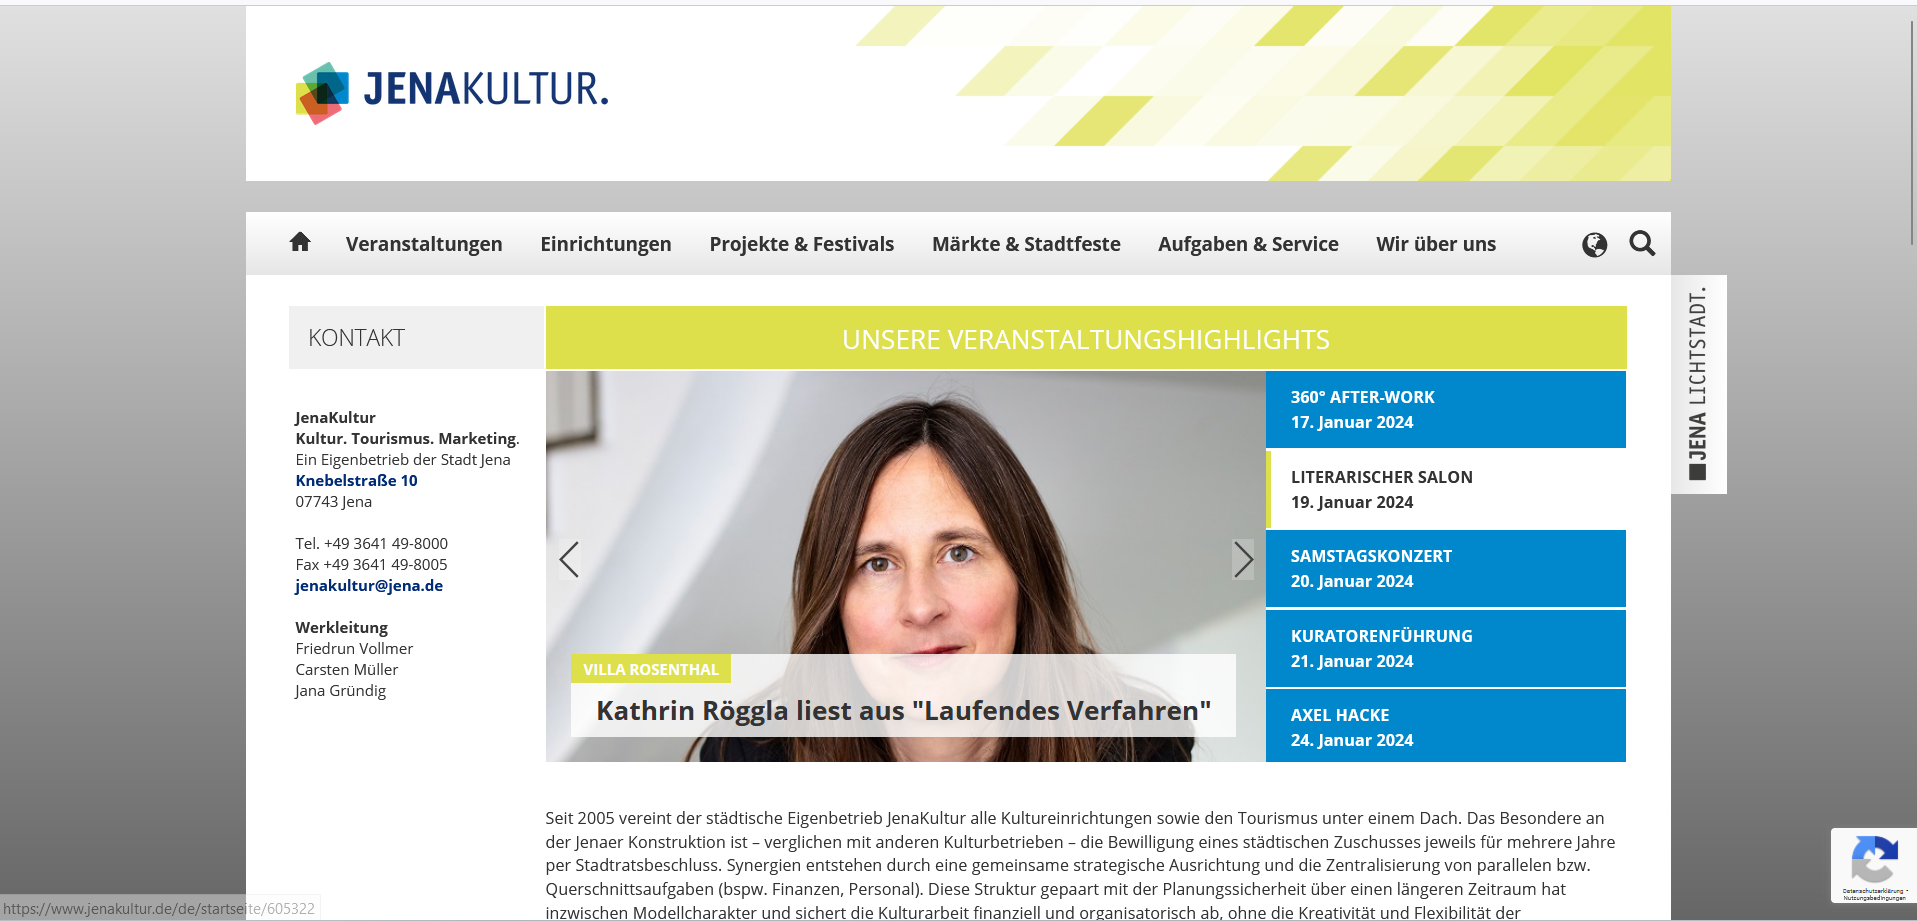 JENAKULTUR.
Veranstaltungen
Einrichtungen
Projekte & Festivals
Märkte & Stadtfeste
Aufgaben & Service
Wir über uns
JENA LICHTSTADT.
KONTAKT
JenaKultur
Kultur. Tourismus. Marketing.
Ein Eigenbetrieb der Stadt Jena
Knebelstraße 10
07743 Jena
Tel. +49 3641 49-8000
Fax +49 3641 49-8005
jenakultur@jena.de
Werkleitung
Friedrun Vollmer
Carsten Müller
Jana Gründig
UNSERE VERANSTALTUNGSHIGHLIGHTS
VILLA ROSENTHAL
Kathrin Röggla liest aus "Laufendes Verfahren"
360° AFTER-WORK
17. Januar 2024
LITERARISCHER SALON
19. Januar 2024
SAMSTAGSKONZERT
20. Januar 2024
KURATORENFÜHRUNG
21. Januar 2024
AXEL HACKE
24. Januar 2024
Seit 2005 vereint der städtische Eigenbetrieb JenaKultur alle Kultureinrichtungen sowie den Tourismus unter einem Dach. Das Besondere an
der Jenaer Konstruktion ist – verglichen mit anderen Kulturbetrieben – die Bewilligung eines städtischen Zuschusses jeweils für mehrere Jahre
per Stadtratsbeschluss. Synergien entstehen durch eine gemeinsame strategische Ausrichtung und die Zentralisierung von parallelen bzw.
Querschnittsaufgaben (bspw. Finanzen, Personal). Diese Struktur gepaart mit der Planungssicherheit über einen längeren Zeitraum hat
inzwischen Modellcharakter und sichert die Kulturarbeit finanziell und organisatorisch ab, ohne die Kreativität und Flexibilität der
Datenschutzerklärung -
Nutzungsbedingungen
https://www.jenakultur.de/de/startseite/605322